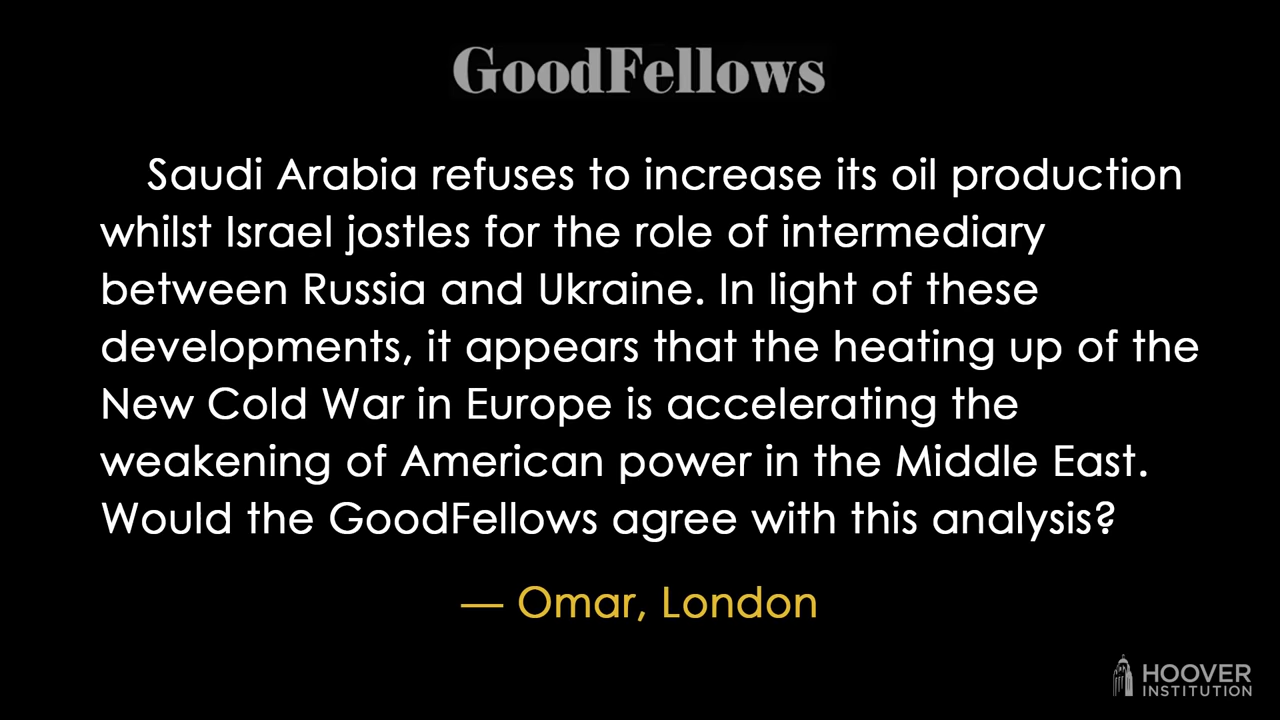 GoodFellows
Saudi Arabia refuses to increase its oil production
whilst Israel jostles for the role of intermediary
between Russia and Ukraine. In light of these
developments, it appears that the heating up of the
New Cold War in Europe is accelerating the
weakening of American power in the Middle East.
Would the GoodFellows agree with this analysis?
— Omar, London
HOOVER
INSTITUTION